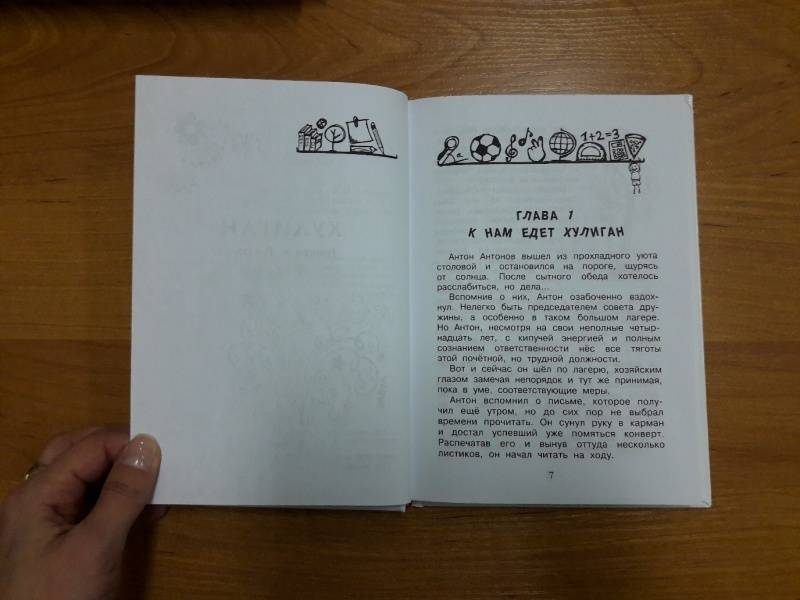 1+2=3
ГЛАВА 1
К НАМ ЕДЕТ ХУЛИГАН
Антон Антонов вышел из прохладного уюта
столовой и остановился на пороге, щурясь
от солнца. После сытного обеда хотелось
расслабиться, но дела...
Вспомнив о них, Антон озабоченно вздох-
нул. Нелегко быть председателем совета дру-
жины, а особенно в таком большом лагере.
Но Антон, несмотря на свои неполные четыр-
надцать лет, с кипучей энергией и полным
сознанием ответственности нёс все тяготы
этой почётной, но трудной должности.
Вот и сейчас он шёл по лагерю, хозяйским
глазом замечая непорядок и тут же принимая,
пока в уме, соответствующие меры.
Антон вспомнил о письме, которое полу-
чил ещё утром, но до сих пор не выбрал
времени прочитать. Он сунул руку в карман
и достал успевший уже помяться конверт.
Распечатав его и вынув оттуда несколько
листиков, он начал читать на ходу.
7